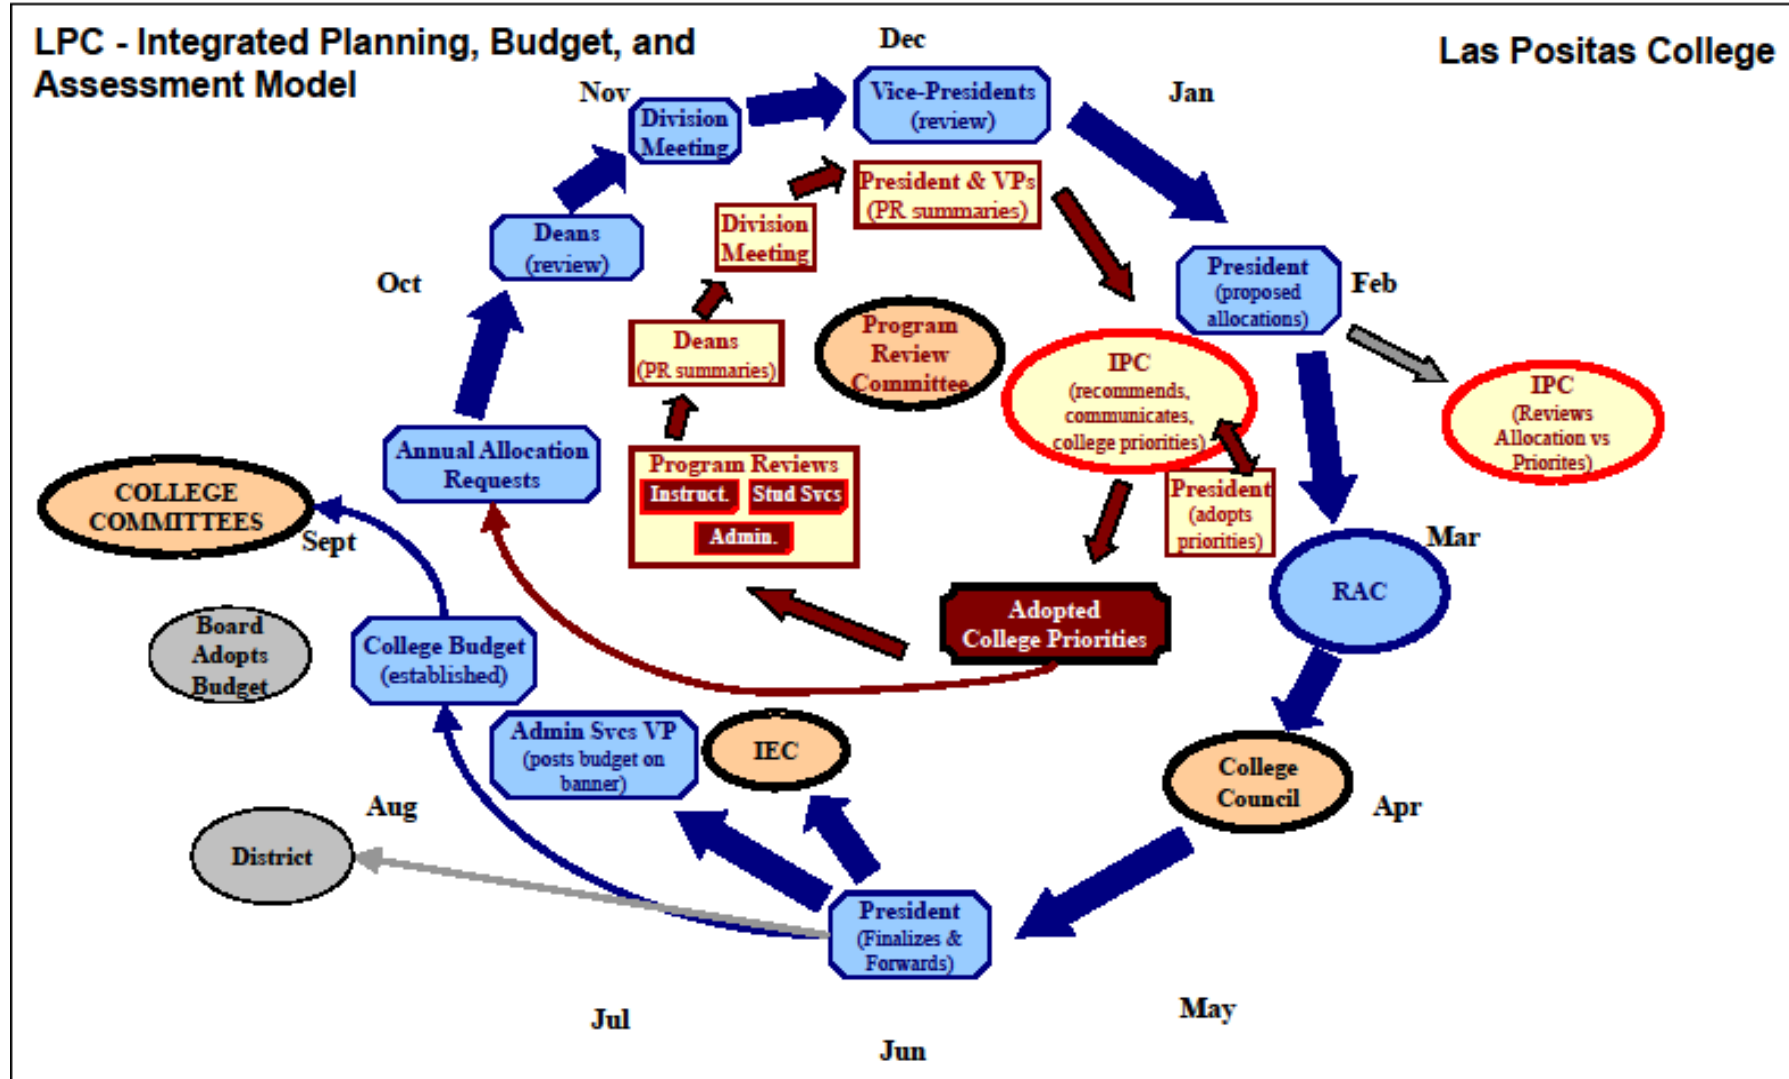 LPC - Integrated Planning, Budget, and
Assessment Model
Las Positas College
Dec
Nov
Jan
Vice-Presidents
(review)
Division
Meeting
President & VPs
(PR summaries)
Division
Meeting
Deans
(review)
Oct
President
(proposed
allocations)
Feb
Program
Review
Committee
Deans
(PR summaries)
IPC
(recommends,
communicates,
college priorities)
IPC
(Reviews
Allocation vs
Priorites)
Annual Allocation
Requests
Program Reviews
Instruct.
Stud Svcs
Admin.
President
(adopts
priorities)
COLLEGE
COMMITTEES
Sept
Mar
RAC
Adopted
College Priorities
Board
Adopts
Budget
College Budget
(established)
Admin Svcs VP
(posts budget on
banner)
IEC
College
Council
Aug
Apr
District
President
(Finalizes &
Forwards)
May
Jul
Jun